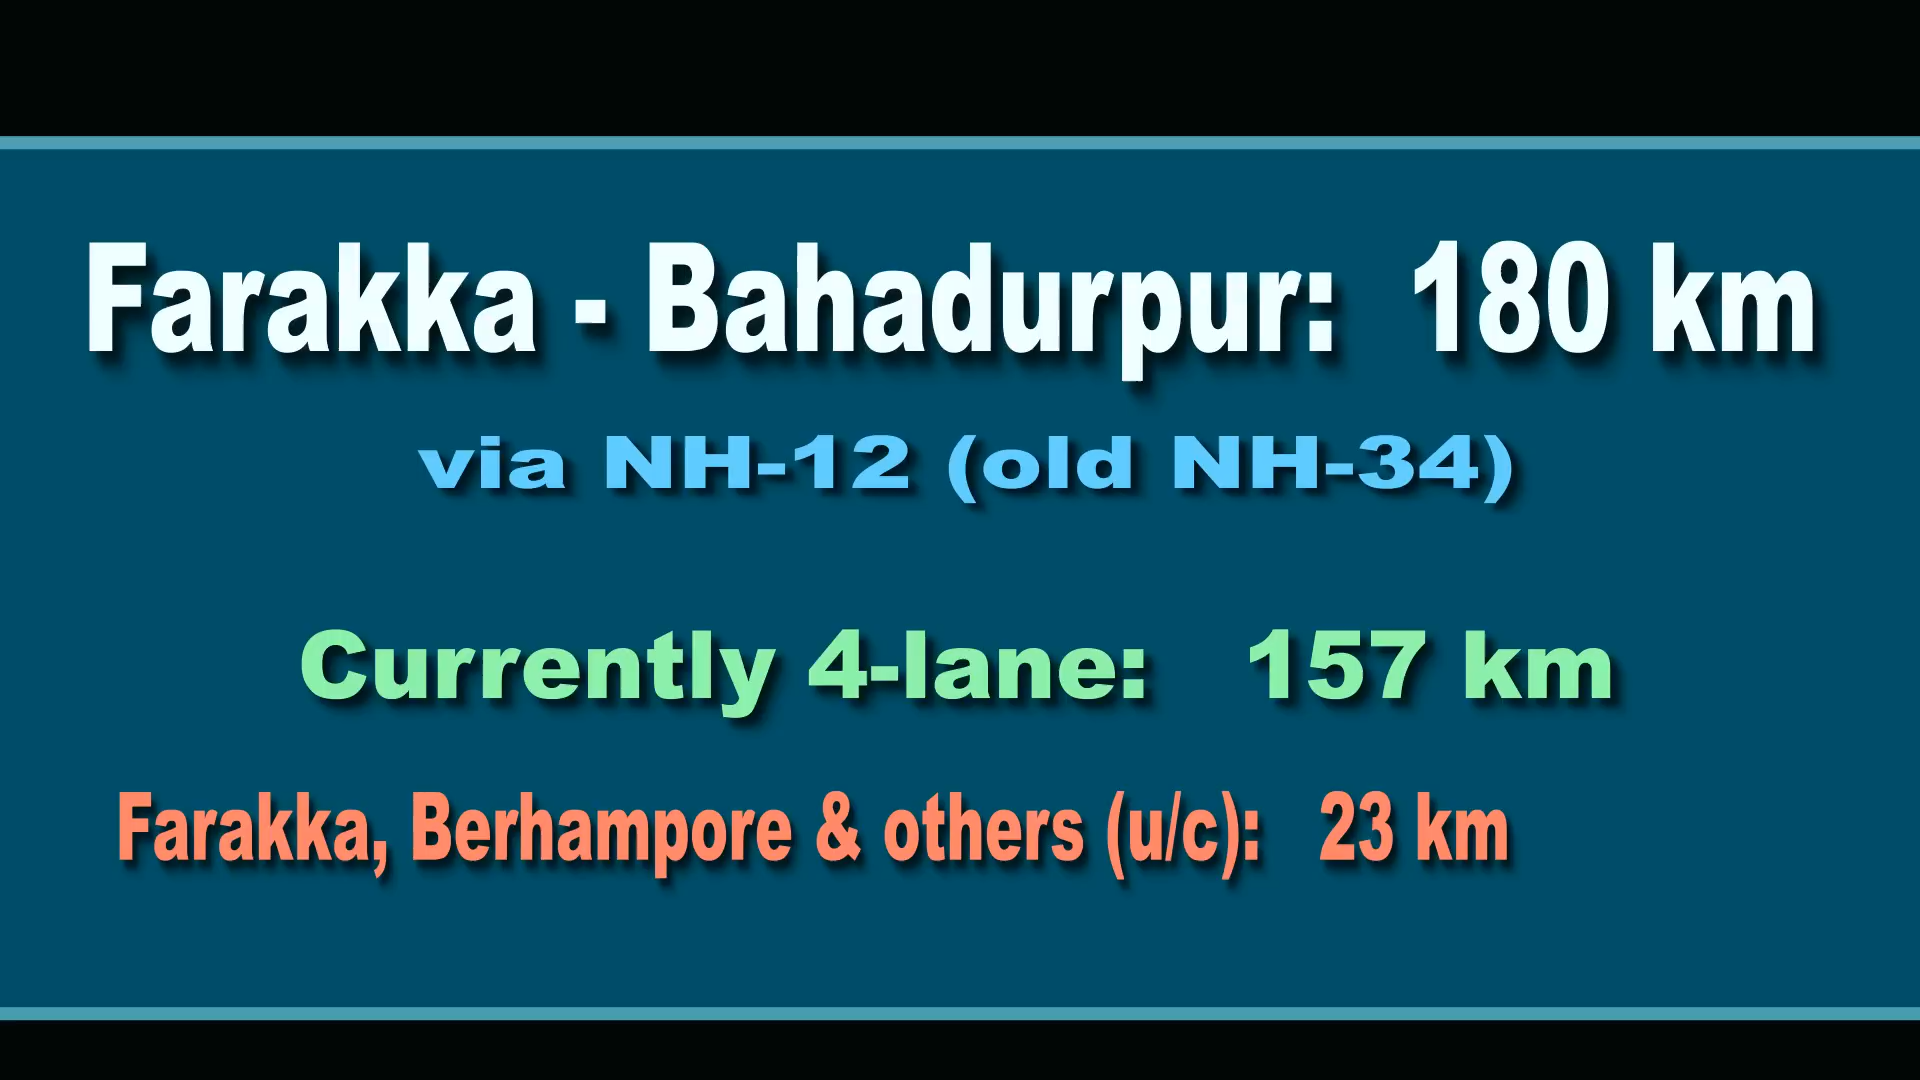 Farakka - Bahadurpur: 180 km
via NH-12 (old NH-34)
Currently 4-lane: 157 km
Farakka, Berhampore & others (u/c): 23 km